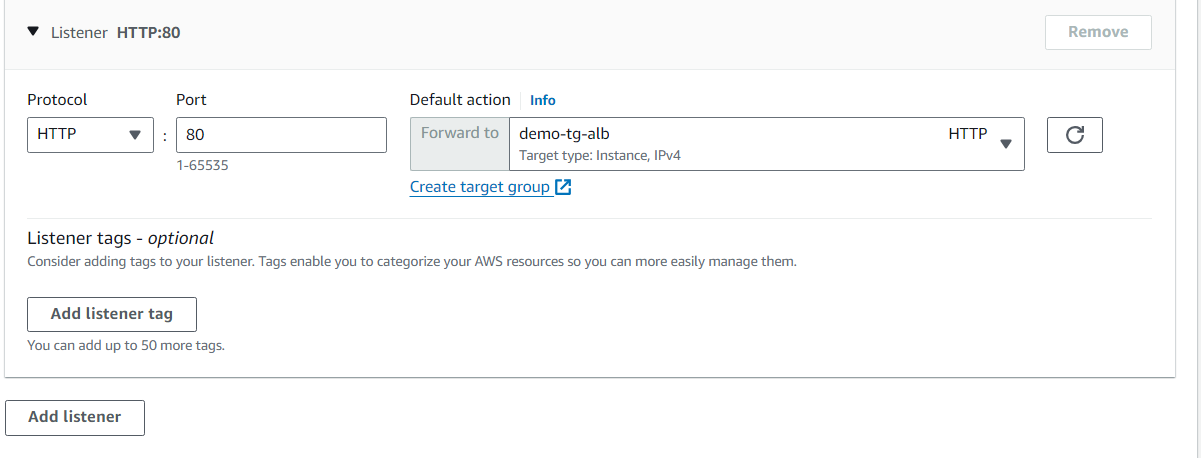 Listener HTTP:80
Remove
Protocol
Port
Default action
Info
HTTP
:
80
Forward to
demo-tg-alb
HTTP
Target type: Instance, IPv4
1-65535
Create target group
Listener tags - optional
Consider adding tags to your listener. Tags enable you to categorize your AWS resources so you can more easily manage them.
Add listener tag
You can add up to 50 more tags.
Add listener